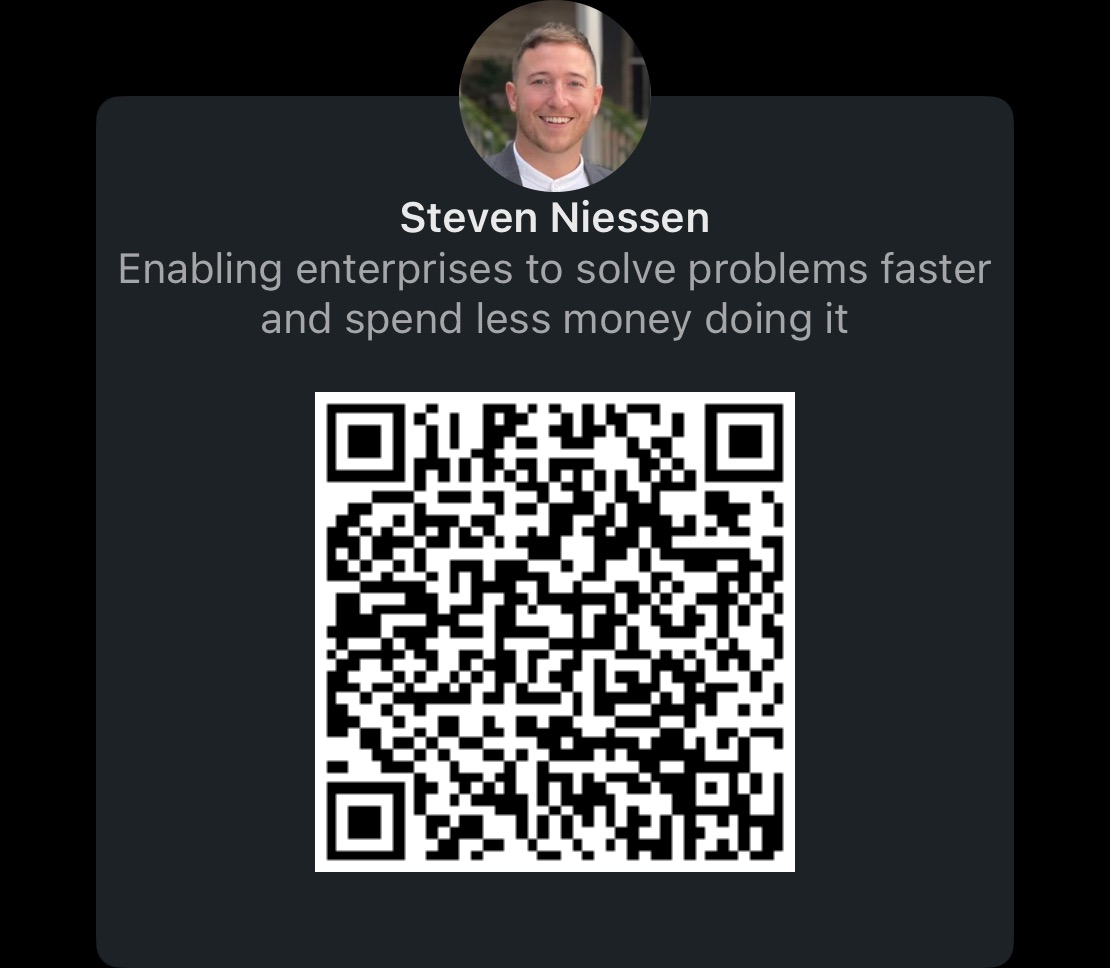 Steven Niessen
Enabling enterprises to solve problems faster
and spend less money doing it